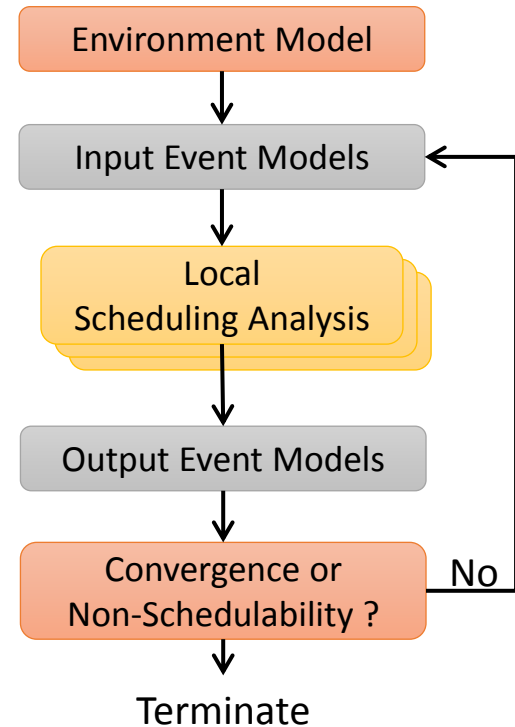 Environment Model
Input Event Models
Local
Scheduling Analysis
Output Event Models
Convergence or
Non-Schedulability ?
No
Terminate